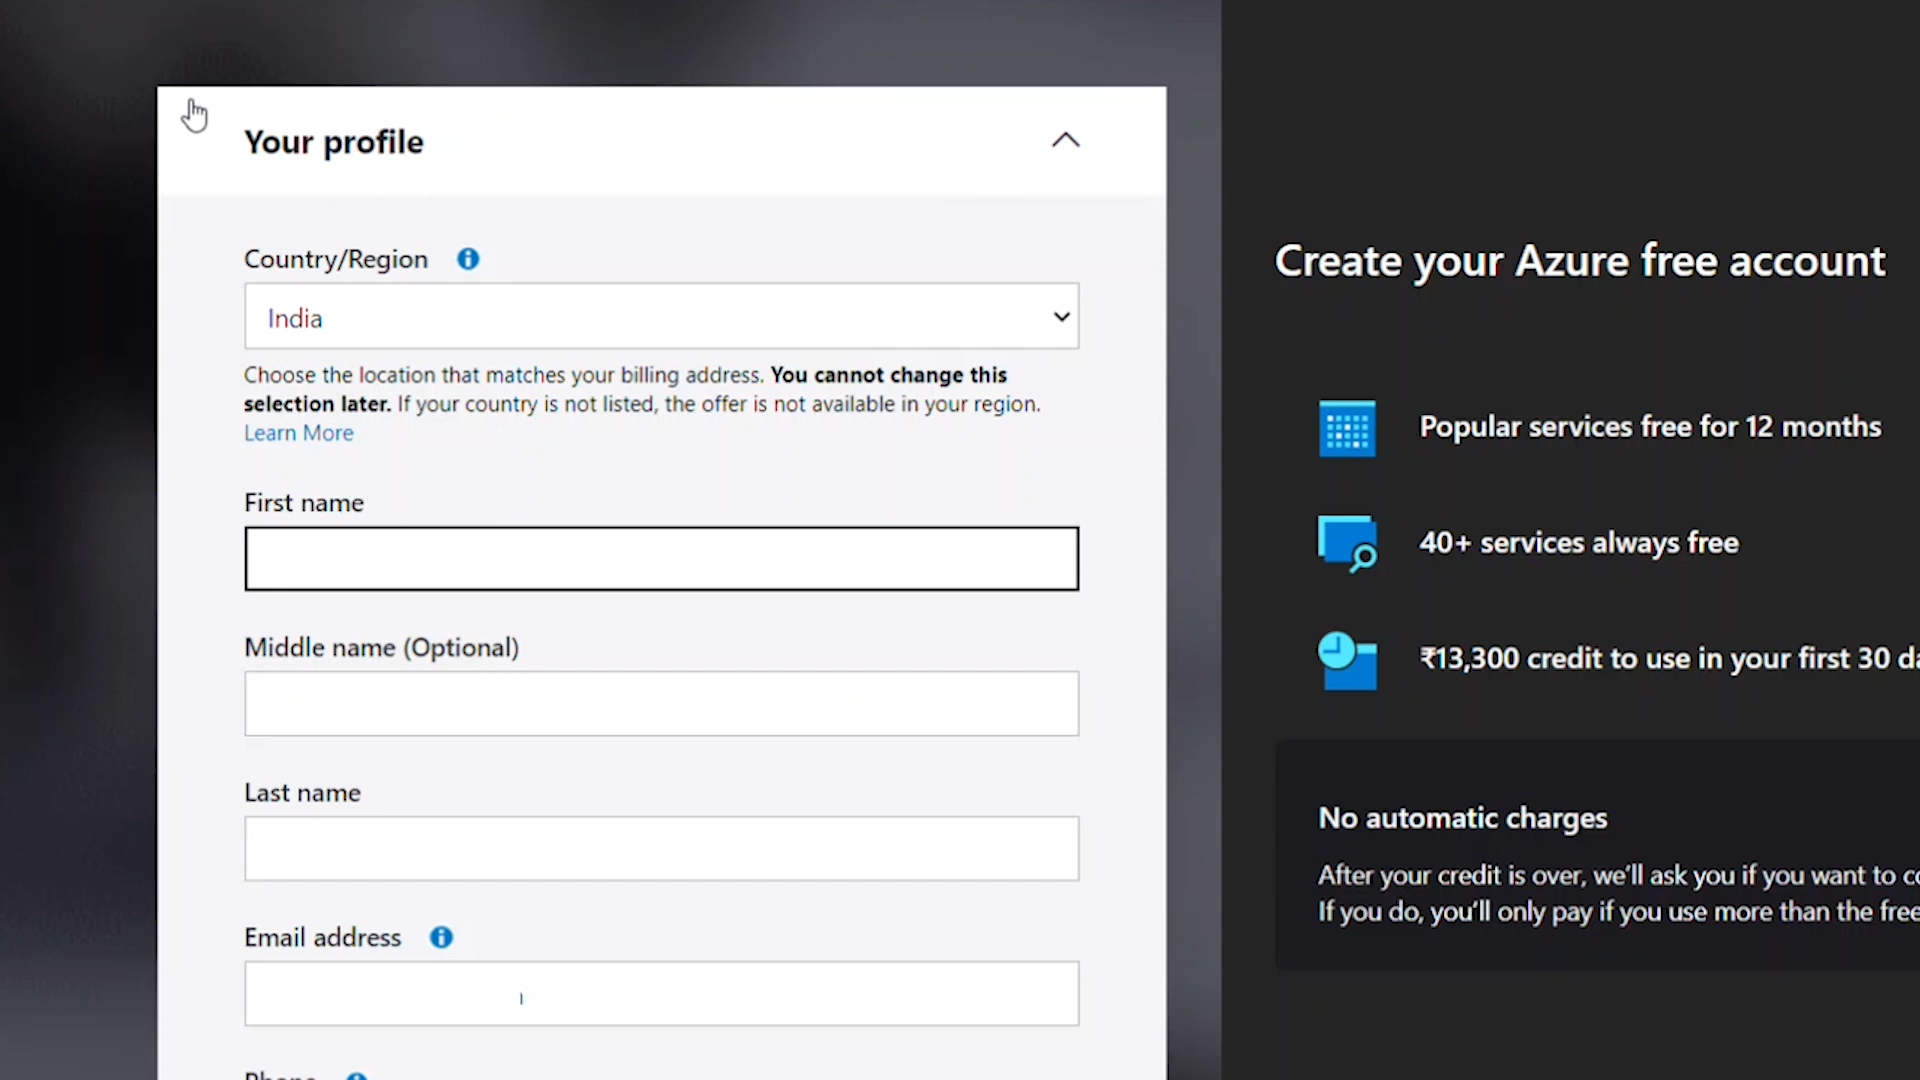 Your profile
Country/Region
India
Choose the location that matches your billing address. You cannot change this
selection later. If your country is not listed, the offer is not available in your region.
Learn More
First name
Middle name (Optional)
Last name
Email address
Create your Azure free account
Popular services free for 12 months
40+ services always free
₹13,300 credit to use in your first 30
No automatic charges
After your credit is over, we'll ask you if you want to
If you do, you'll only pay if you use more than the free